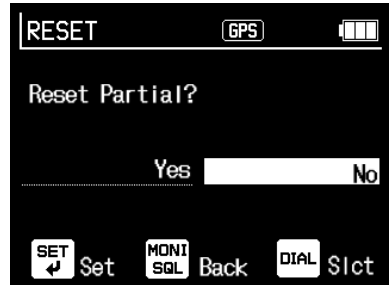 RESET GPS
Reset Partial?
Yes No
SET Set MONI SQL Back DIAL Slct